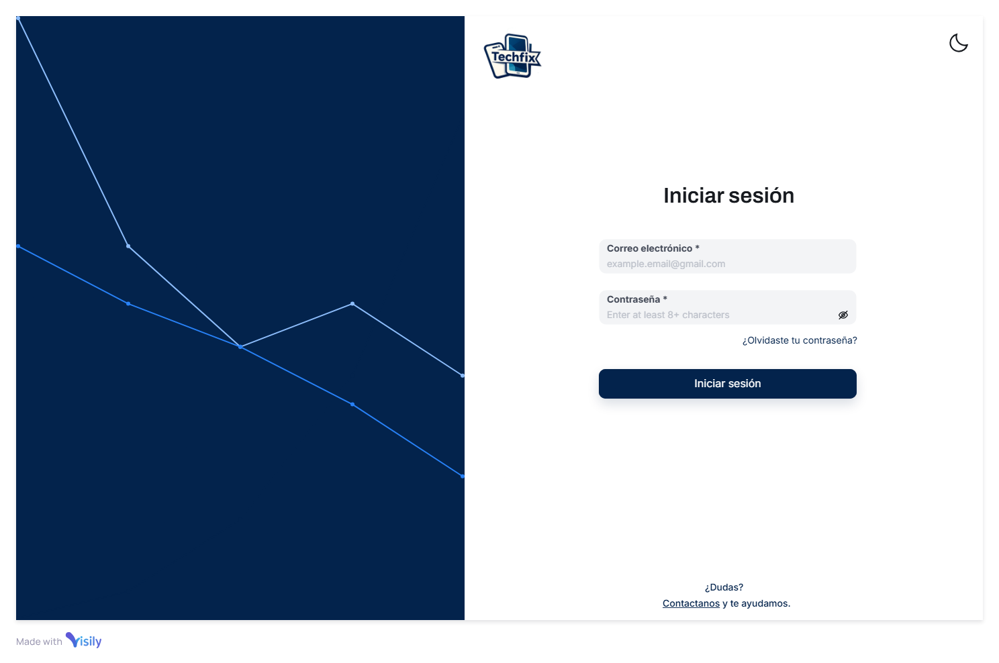 Techfix
Iniciar sesión
Correo electrónico *
example.email@gmail.com
Contraseña *
Enter at least 8+ characters
¿Olvidaste tu contraseña?
Iniciar sesión
¿Dudas?
Contactanos y te ayudamos.
Made with Visily